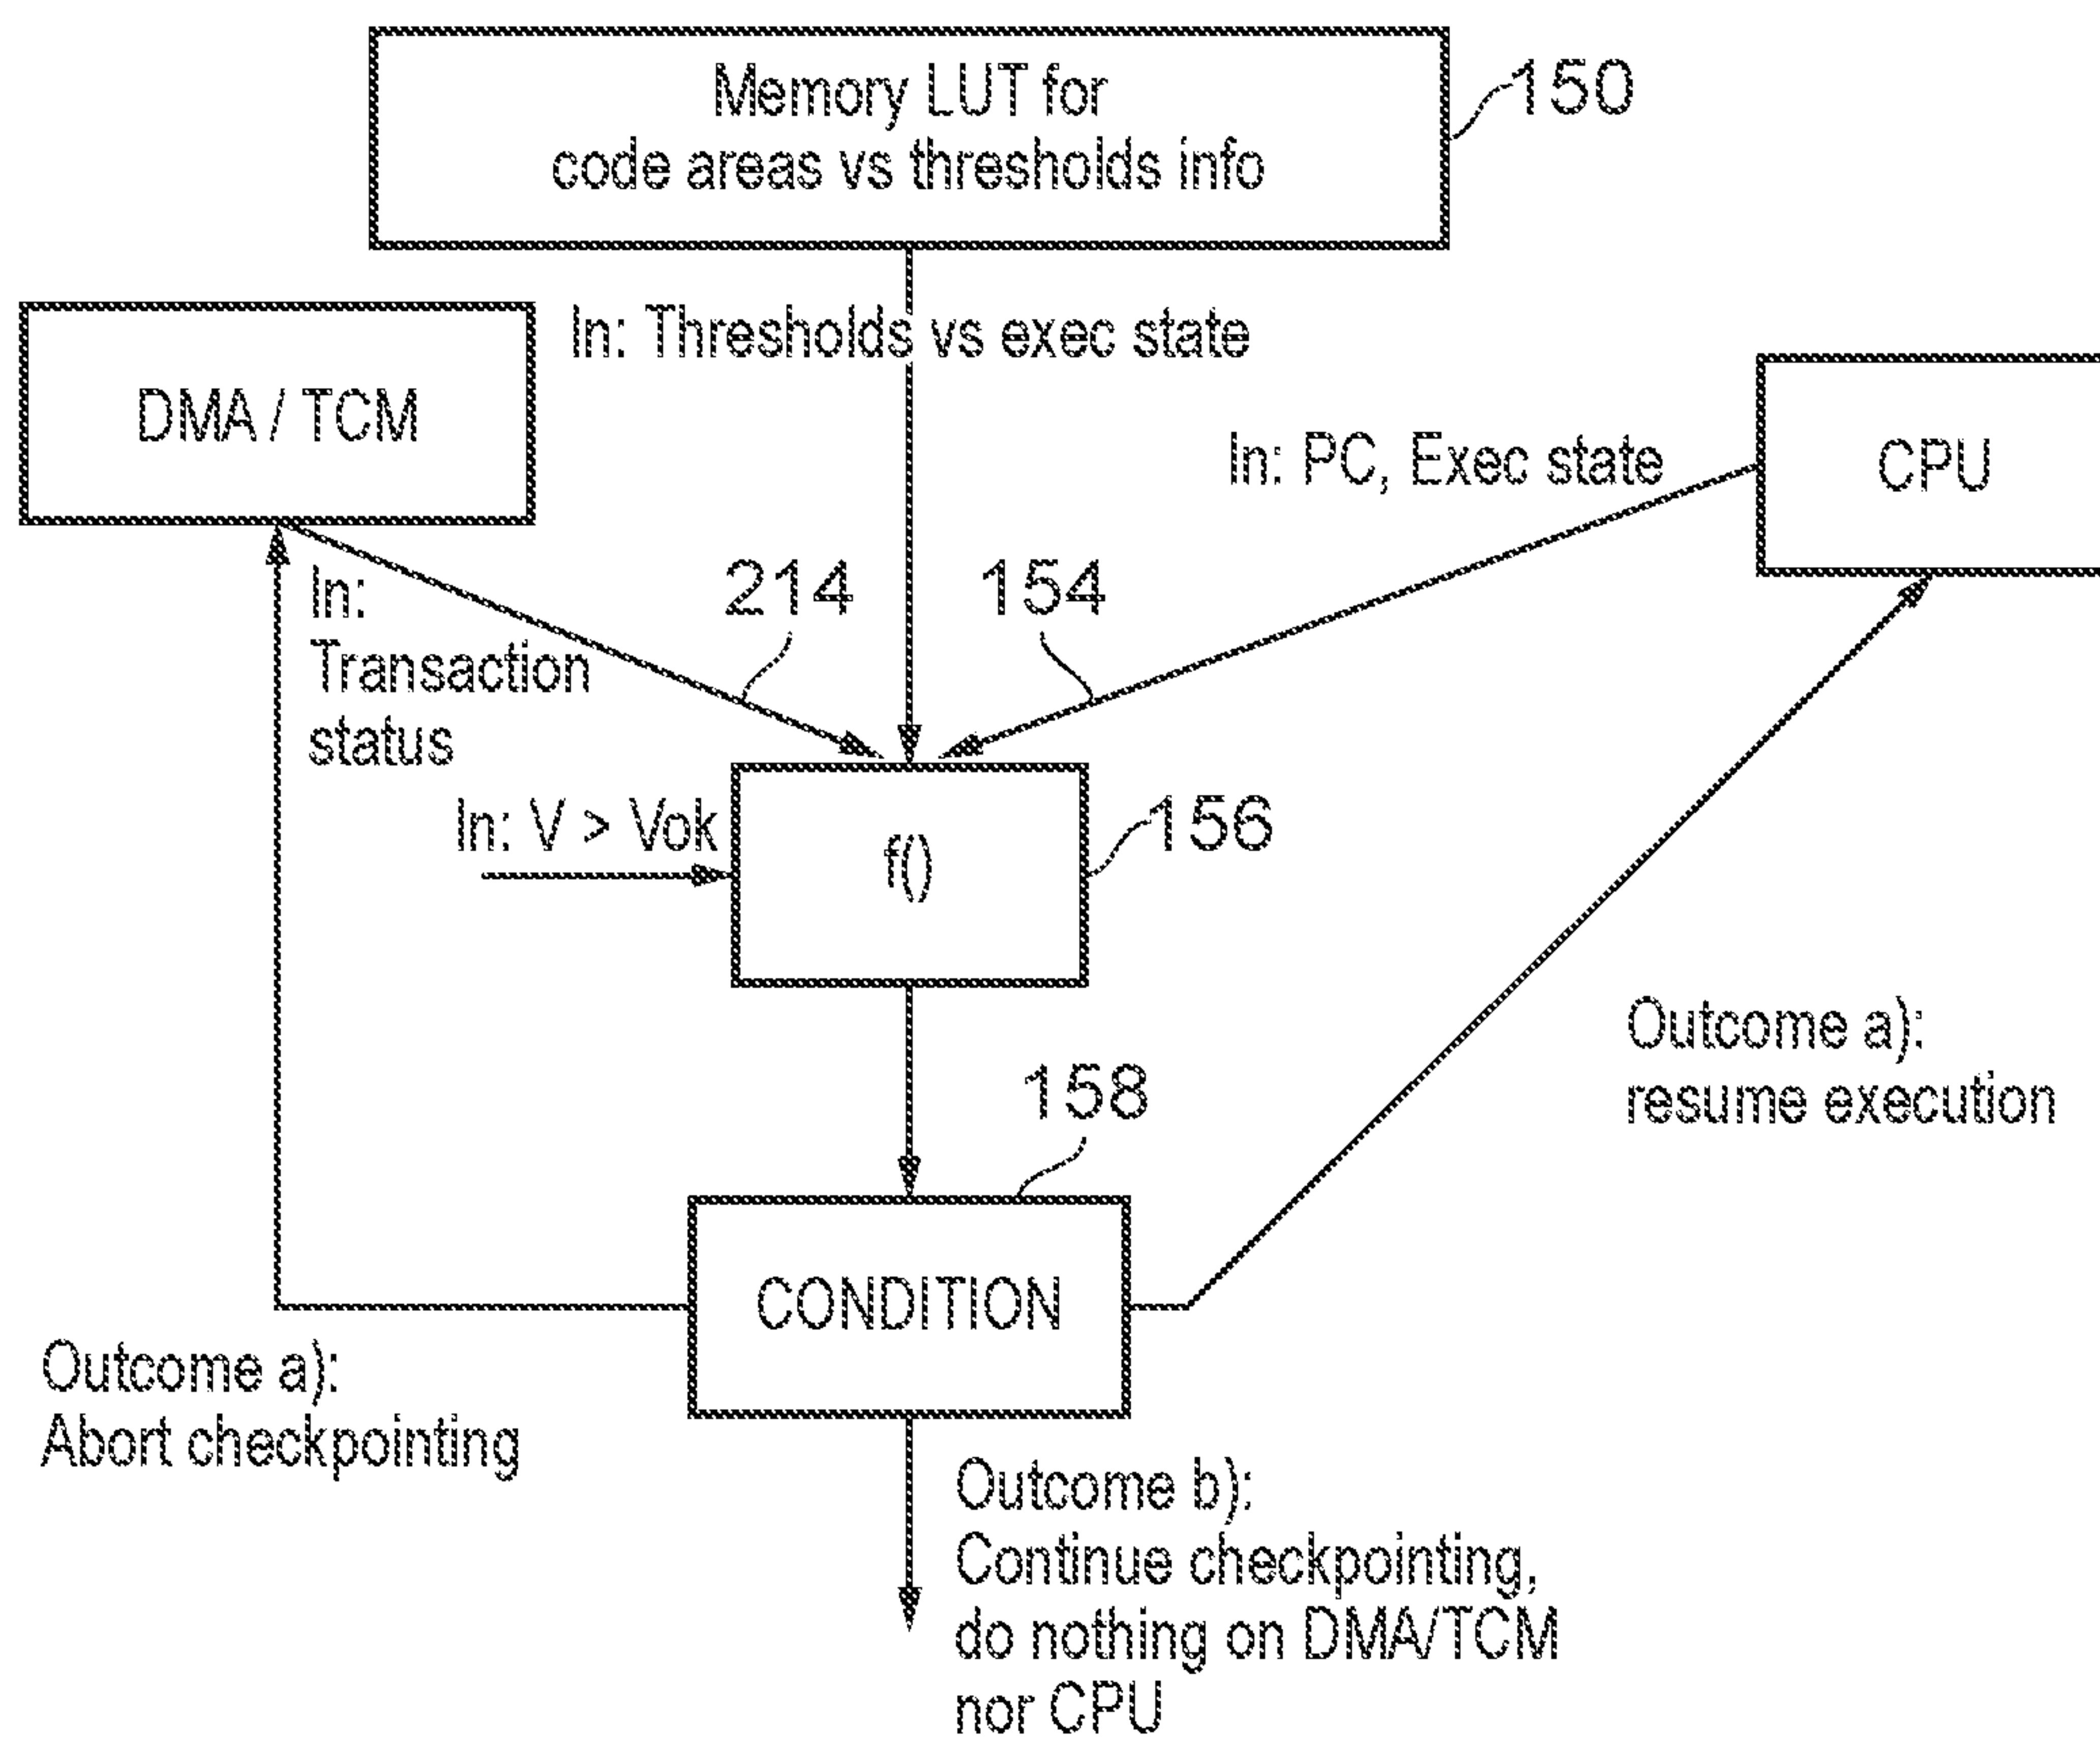 Memory LUT for
code areas vs thresholds info
150
In: Thresholds vs exec state
DMA / TCM
In: PC, Exec state
CPU
In:
Transaction
status
214
154
In: V > Vok
f()
156
158
Outcome a):
resume execution
CONDITION
Outcome a):
Abort checkpointing
Outcome b):
Continue checkpointing,
do nothing on DMA/TCM
nor CPU